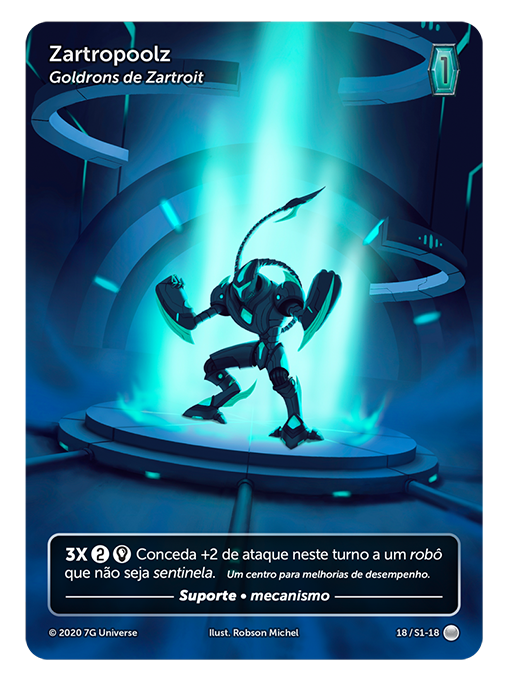 Zartropoolz
Goldrons de Zartroit
1
3X 2 Conceda +2 de ataque neste turno a um robô
que não seja sentinela. Um centro para melhorias de desempenho.
Suporte • mecanismo
© 2020 7G Universe Ilust. Robson Michel 18 / S1-18